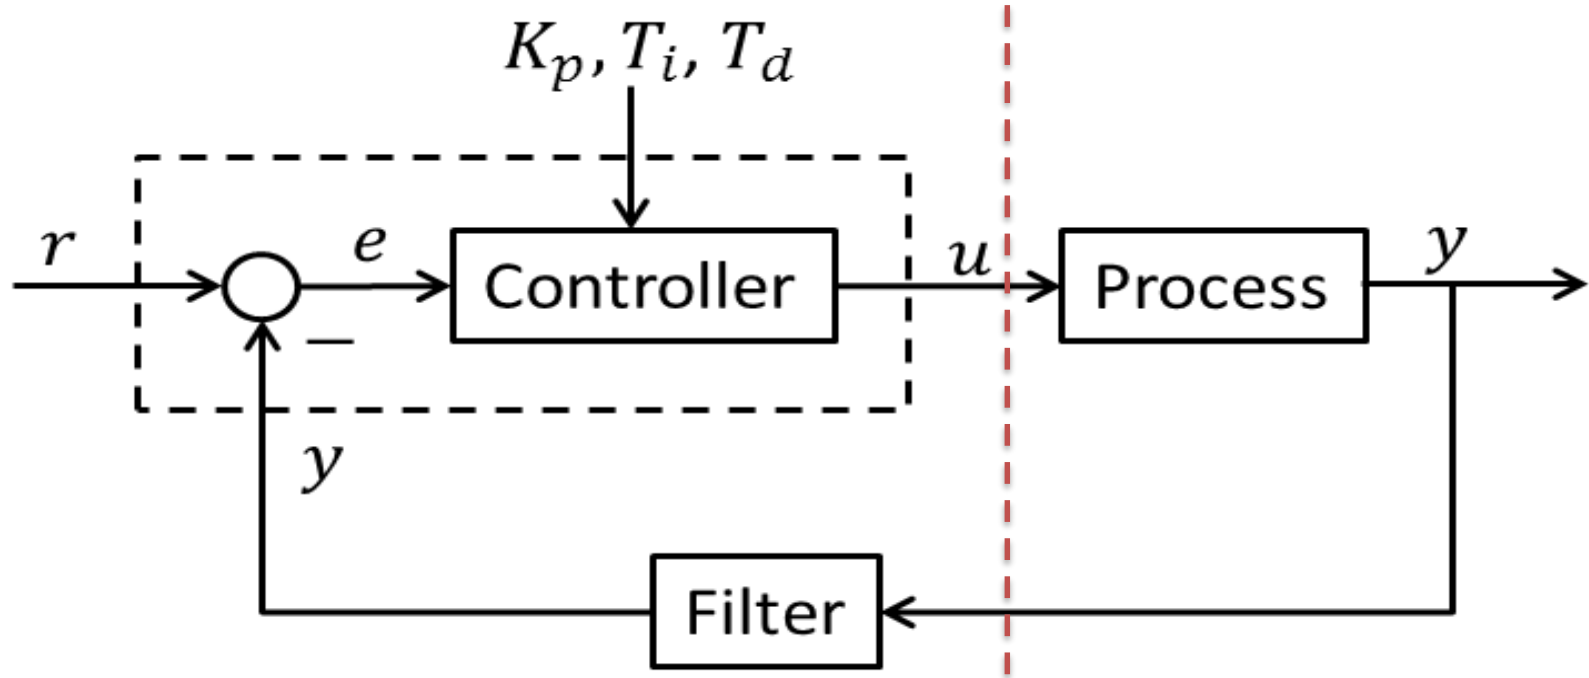 Kp, Ti, Td
r
e
Controller
u
Process
y
−
y
Filter